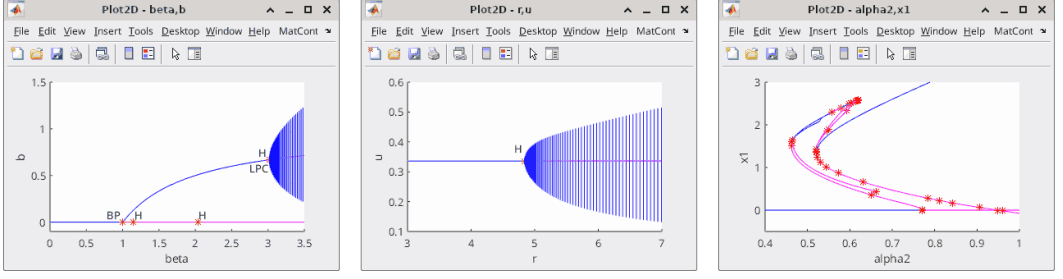 Plot2D - beta,b
File Edit View Insert Tools Desktop Window Help MatCont
1.5
1
0.5
0
b
H
LPC
BP H H
0 0.5 1 1.5 2 2.5 3 3.5
beta
Plot2D - r,u
File Edit View Insert Tools Desktop Window Help MatCont
0.6
0.5
0.4
0.3
0.2
0.1
u
H
3 4 5 6 7
r
Plot2D - alpha2,x1
File Edit View Insert Tools Desktop Window Help MatCont
3
2
1
0
x1
0.4 0.5 0.6 0.7 0.8 0.9 1
alpha2